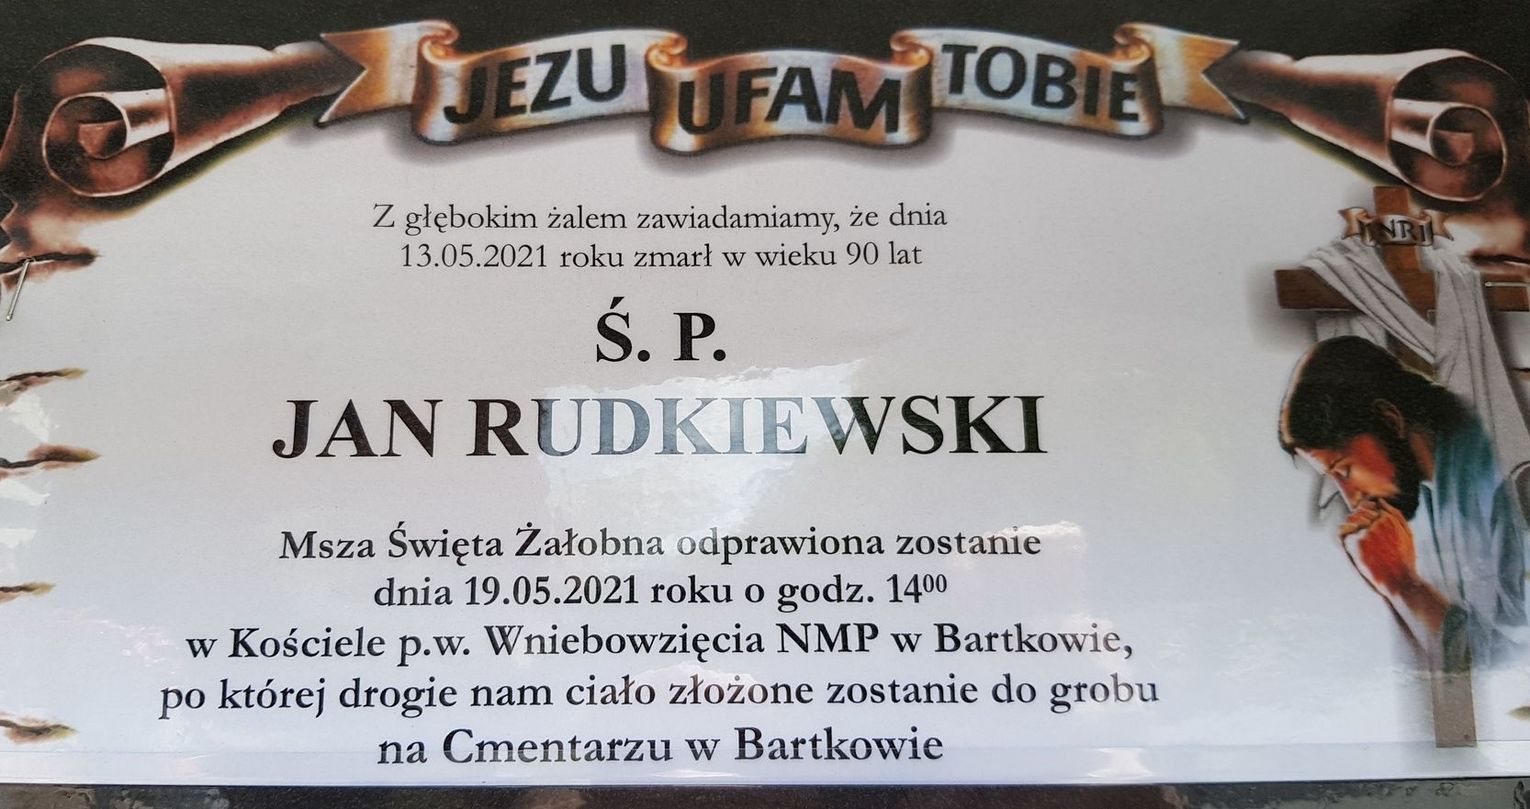 JEZU UFAM TOBIE
Z głębokim żalem zawiadamiamy, że dnia
13.05.2021 roku zmarł w wieku 90 lat
Ś. P.
JAN RUDKIEWSKI
Msza Święta Żałobna odprawiona zostanie
dnia 19.05.2021 roku o godz. 14⁰⁰
w Kościele p.w. Wniebowzięcia NMP w Bartkowie,
po której drogie nam ciało złożone zostanie do grobu
na Cmentarzu w Bartkowie
INRI